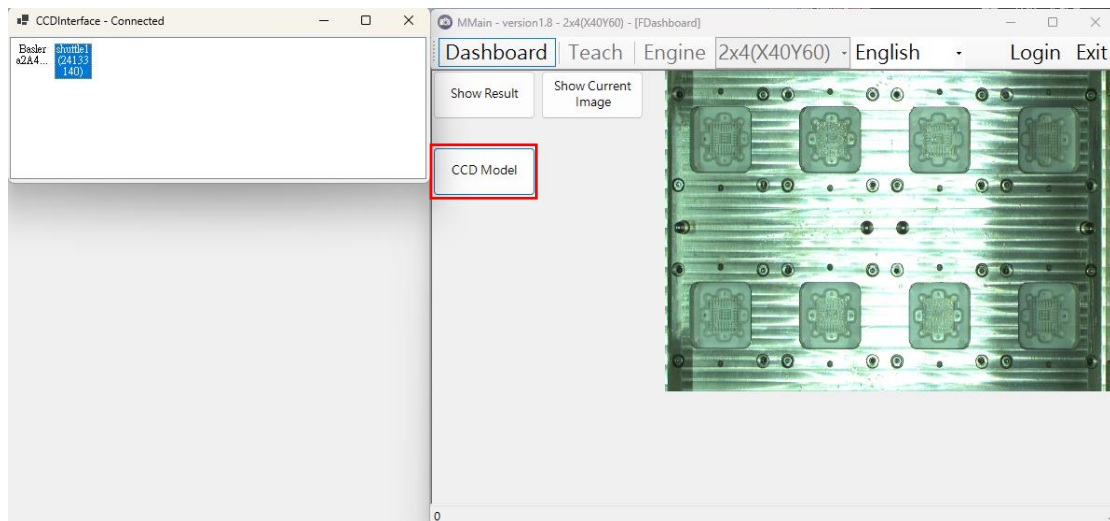 CCDInterface - Connected
Basler
a2A4...
shuttle1
(24133
140)
MMain - version1.8 - 2x4(X40Y60) - [FDashboard]
Dashboard Teach Engine 2x4(X40Y60) English Login Exit
Show Result
Show Current
Image
CCD Model
0